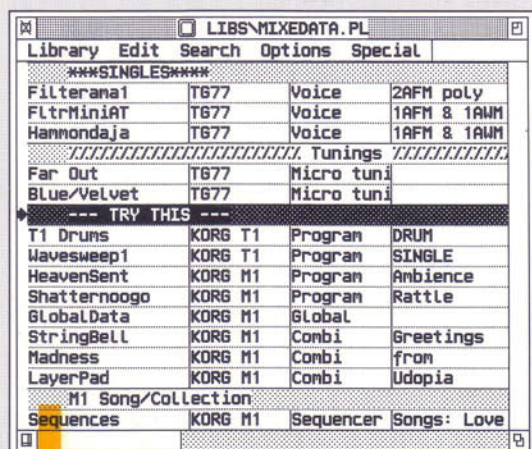 LIBS\MIXEDATA.PL
Library Edit Search Options Special
***SINGLES****
Filterama1 TG77 Voice 2AFM poly
FltrMiniAT TG77 Voice 1AFM & 1AWM
Hammondaja TG77 Voice 1AFM & 1AWM
/////////////////////////// Tunings /////////////
Far Out TG77 Micro tuni
Blue/Velvet TG77 Micro tuni
--- TRY THIS ---
T1 Drums KORG T1 Program DRUM
Wavesweep1 KORG T1 Program SINGLE
HeavenSent KORG M1 Program Ambience
Shatternoogo KORG M1 Program Rattle
GlobalData KORG M1 Global
StringBell KORG M1 Combi Greetings
Madness KORG M1 Combi from
LayerPad KORG M1 Combi Udopia
M1 Song/Collection
Sequences KORG M1 Sequencer Songs: Love